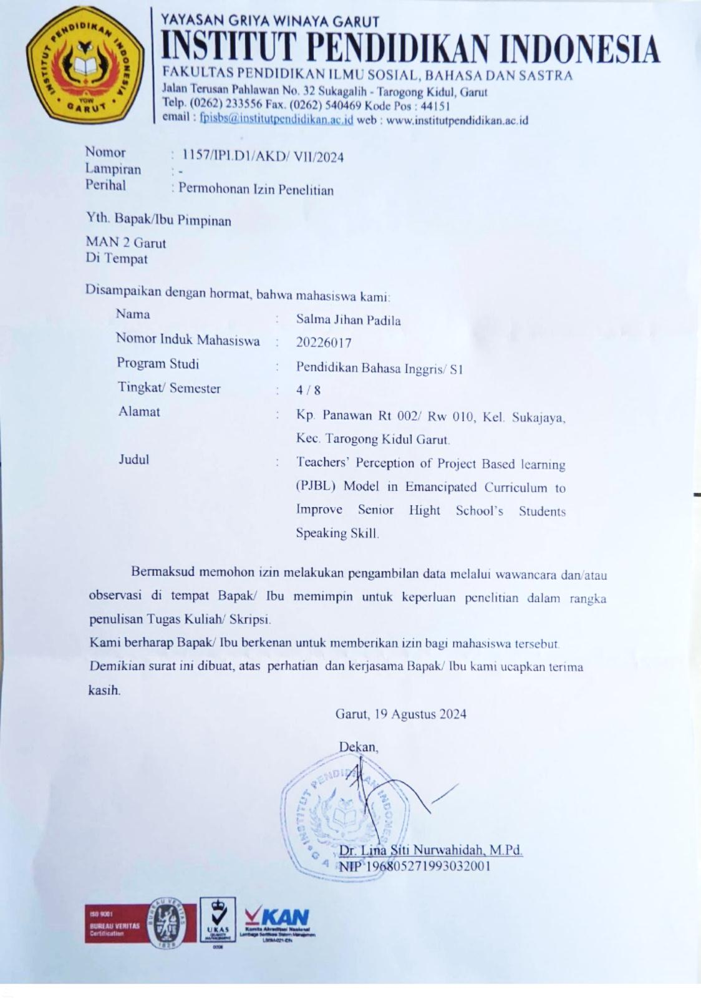 YAYASAN GRIYA WINAYA GARUT
INSTITUT PENDIDIKAN INDONESIA
FAKULTAS PENDIDIKAN ILMU SOSIAL, BAHASA DAN SASTRA
Jalan Terusan Pahlawan No. 32 Sukagalih - Tarogong Kidul, Garut
Telp. (0262) 233556 Fax. (0262) 540469 Kode Pos : 44151
email : fpisbs@institutpendidikan.ac.id web : www.institutpendidikan.ac.id
INSTITUT PENDIDIKAN INDONESIA
YGW
GARUT
Nomor : 1157/IPI.D1/AKD/ VII/2024
Lampiran : -
Perihal : Permohonan Izin Penelitian
Yth. Bapak/Ibu Pimpinan
MAN 2 Garut
Di Tempat
Disampaikan dengan hormat, bahwa mahasiswa kami:
Nama : Salma Jihan Padila
Nomor Induk Mahasiswa : 20226017
Program Studi : Pendidikan Bahasa Inggris/ S1
Tingkat/ Semester : 4 / 8
Alamat : Kp. Panawan Rt 002/ Rw 010, Kel. Sukajaya,
Kec. Tarogong Kidul Garut.
Judul : Teachers' Perception of Project Based learning
(PJBL) Model in Emancipated Curriculum to
Improve Senior Hight School's Students
Speaking Skill.
Bermaksud memohon izin melakukan pengambilan data melalui wawancara dan/atau
observasi di tempat Bapak/ Ibu memimpin untuk keperluan penelitian dalam rangka
penulisan Tugas Kuliah/ Skripsi.
Kami berharap Bapak/ Ibu berkenan untuk memberikan izin bagi mahasiswa tersebut.
Demikian surat ini dibuat, atas perhatian dan kerjasama Bapak/ Ibu kami ucapkan terima
kasih.
Garut, 19 Agustus 2024
Dekan,
INSTITUT PENDIDIKAN INDONESIA
Dr. Lina Siti Nurwahidah, M.Pd.
NIP 196805271993032001
ISO 9001
BUREAU VERITAS
Certification
BUREAU VERITAS
1828
UKAS
QUALITY
MANAGEMENT
0008
KAN
Komite Akreditasi Nasional
Lembaga Sertifikasi Sistem Manajemen
LSSM-021-IDN